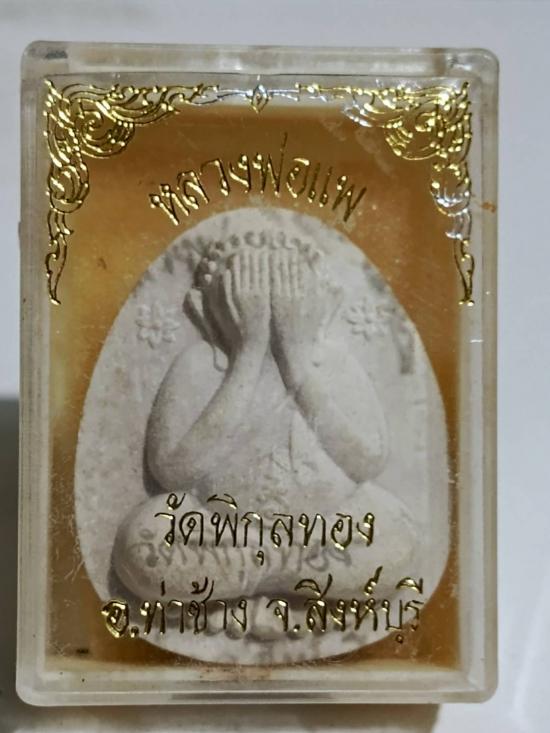 หลวงพ่อแพ
วัดพิกุลทอง
อ.ท่าช้าง จ.สิงห์บุรี